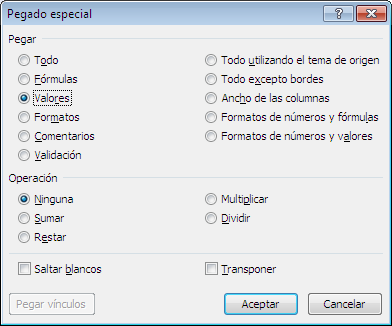 Pegado especial
Pegar
Todo
Todo utilizando el tema de origen
Fórmulas
Todo excepto bordes
Valores
Ancho de las columnas
Formatos
Formatos de números y fórmulas
Comentarios
Formatos de números y valores
Validación
Operación
Ninguna
Multiplicar
Sumar
Dividir
Restar
Saltar blancos
Transponer
Pegar vínculos
Aceptar
Cancelar